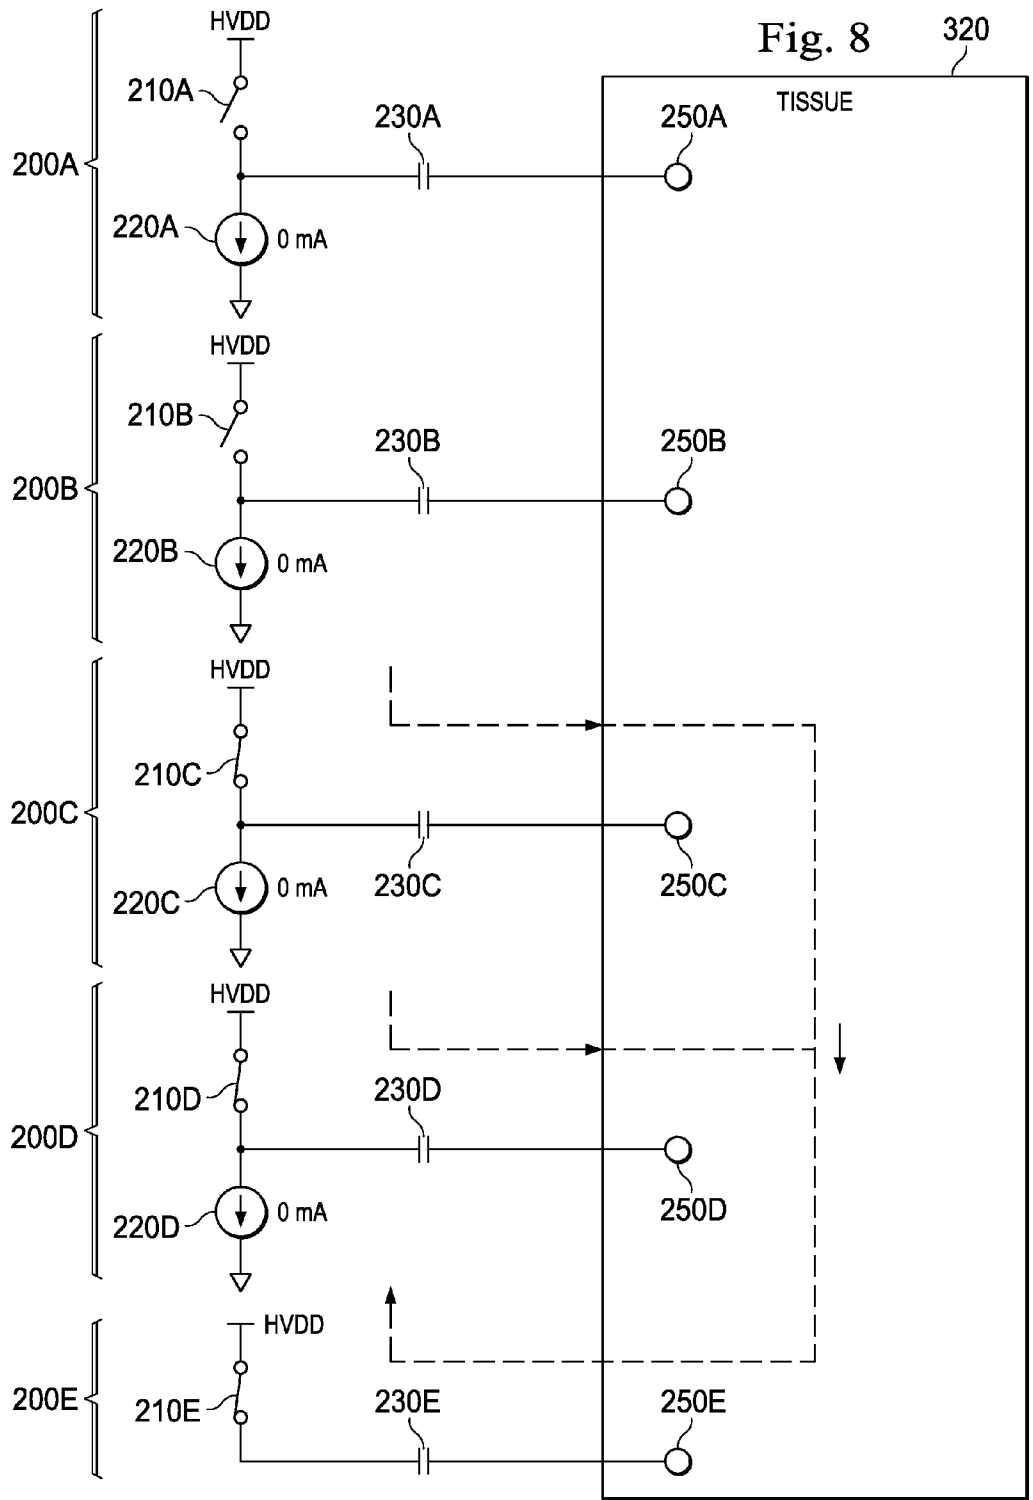 HVDD
Fig. 8
320
210A
TISSUE
230A
250A
200A
220A
0 mA
HVDD
210B
230B
250B
200B
220B
0 mA
HVDD
210C
200C
220C
0 mA
230C
250C
HVDD
210D
230D
200D
220D
0 mA
250D
HVDD
200E
210E
230E
250E